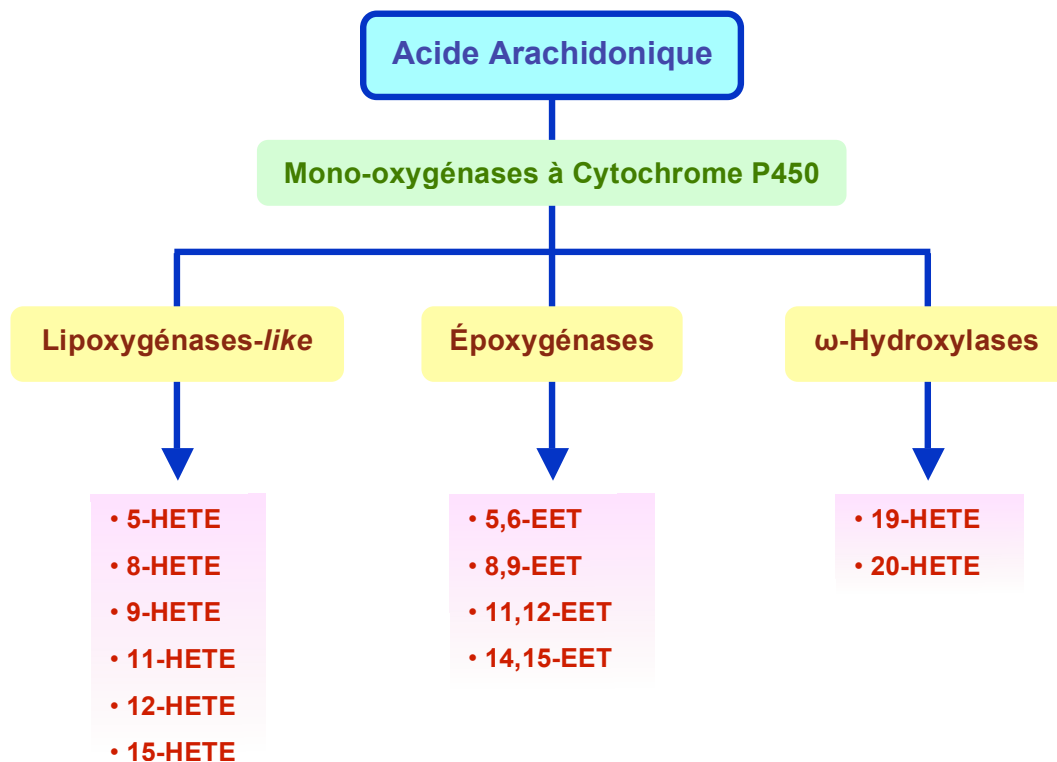 Acide Arachidonique
Mono-oxygénases à Cytochrome P450
Lipoxygénases-like
Époxygénases
ω-Hydroxylases
• 5-HETE
• 8-HETE
• 9-HETE
• 11-HETE
• 12-HETE
• 15-HETE
• 5,6-EET
• 8,9-EET
• 11,12-EET
• 14,15-EET
• 19-HETE
• 20-HETE